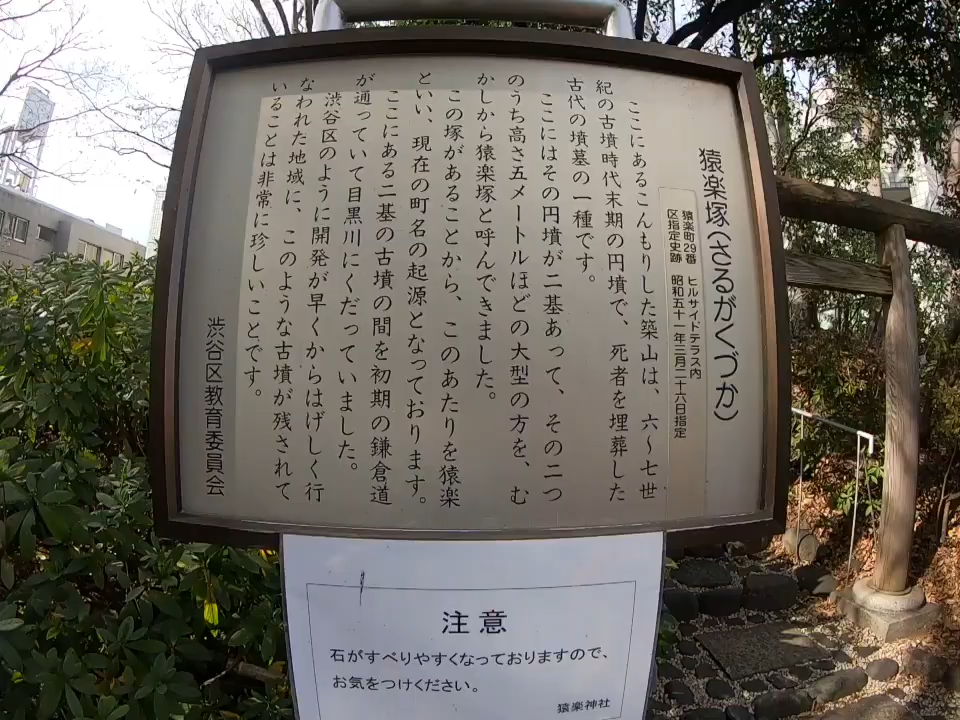 猿楽塚(さるがくづか)
猿楽町29番 ヒルサイドテラス内
区指定史跡 昭和五十一年三月二十六日指定
ここにあるこんもりした築山は、六〜七世
紀の古墳時代末期の円墳で、死者を埋葬した
古代の墳墓の一種です。
ここにはその円墳が二基あって、その二つ
のうち高さ五メートルほどの大型の方を、む
かしから猿楽塚と呼んできました。
この塚があることから、このあたりを猿楽
といい、現在の町名の起源となっております。
ここにある二基の古墳の間を初期の鎌倉道
が通っていて目黒川にくだっていました。
渋谷区のように開発が早くからはげしく行
なわれた地域に、このような古墳が残されて
いることは非常に珍しいことです。
渋谷区教育委員会
注意
石がすべりやすくなっておりますので、
お気をつけください。
猿楽神社